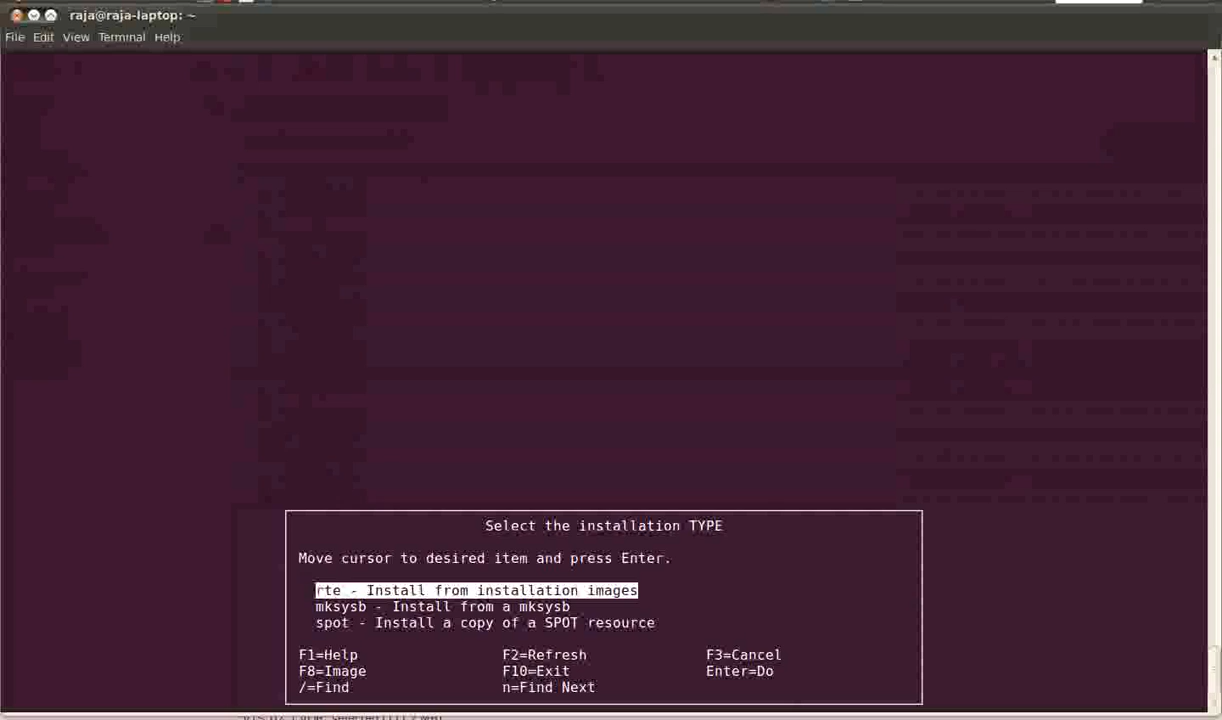 raja@raja-laptop: ~
File Edit View Terminal Help
Select the installation TYPE
Move cursor to desired item and press Enter.
rte - Install from installation images
mksysb - Install from a mksysb
spot - Install a copy of a SPOT resource
F1=Help F2=Refresh F3=Cancel
F8=Image F10=Exit Enter=Do
/=Find n=Find Next